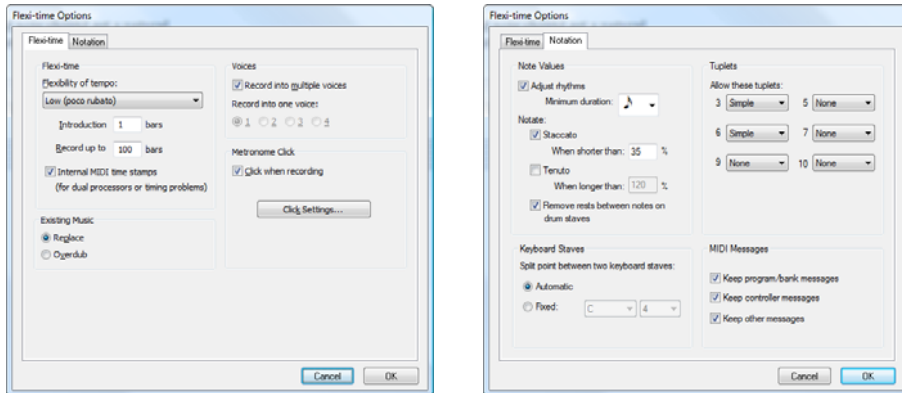 Flexi-time Options
Flexi-time Notation
Flexi-time
Flexibility of tempo:
Low (poco rubato)
Introduction 1 bars
Record up to 100 bars
Internal MIDI time stamps
(for dual processors or timing problems)
Existing Music
Replace
Overdub
Voices
Record into multiple voices
Record into one voice:
1 2 3 4
Metronome Click
Click when recording
Click Settings...
Cancel OK
Flexi-time Options
Flexi-time Notation
Note Values
Adjust rhythms
Minimum duration:
Notate:
Staccato
When shorter than: 35 %
Tenuto
When longer than: 120 %
Remove rests between notes on
drum staves
Keyboard Staves
Split point between two keyboard staves:
Automatic
Fixed: C 4
Tuplets
Allow these tuplets:
3 Simple 5 None
6 Simple 7 None
9 None 10 None
MIDI Messages
Keep program/bank messages
Keep controller messages
Keep other messages
Cancel OK